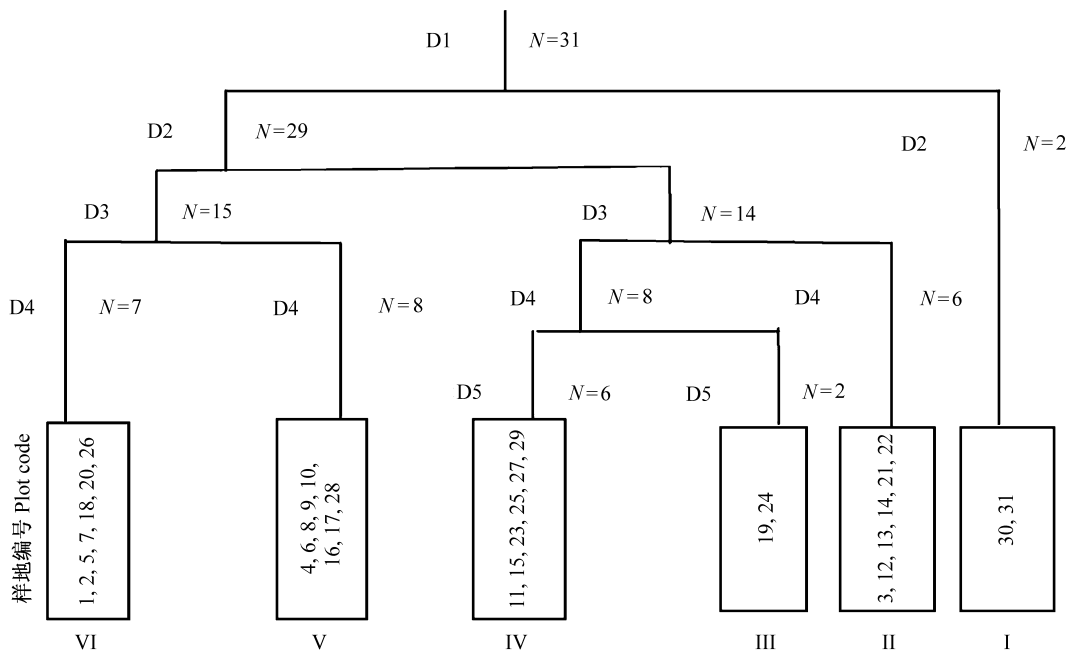 D1
N=31
D2
N=29
D2
N=2
D3
N=15
D3
N=14
D4
N=7
D4
N=8
D4
N=8
D4
N=6
D5
N=6
D5
N=2
样地编号 Plot code
1, 2, 5, 7, 18, 20, 26
4, 6, 8, 9, 10,
16, 17, 28
11, 15, 23, 25, 27, 29
19, 24
3, 12, 13, 14, 21, 22
30, 31
VI
V
IV
III
II
I